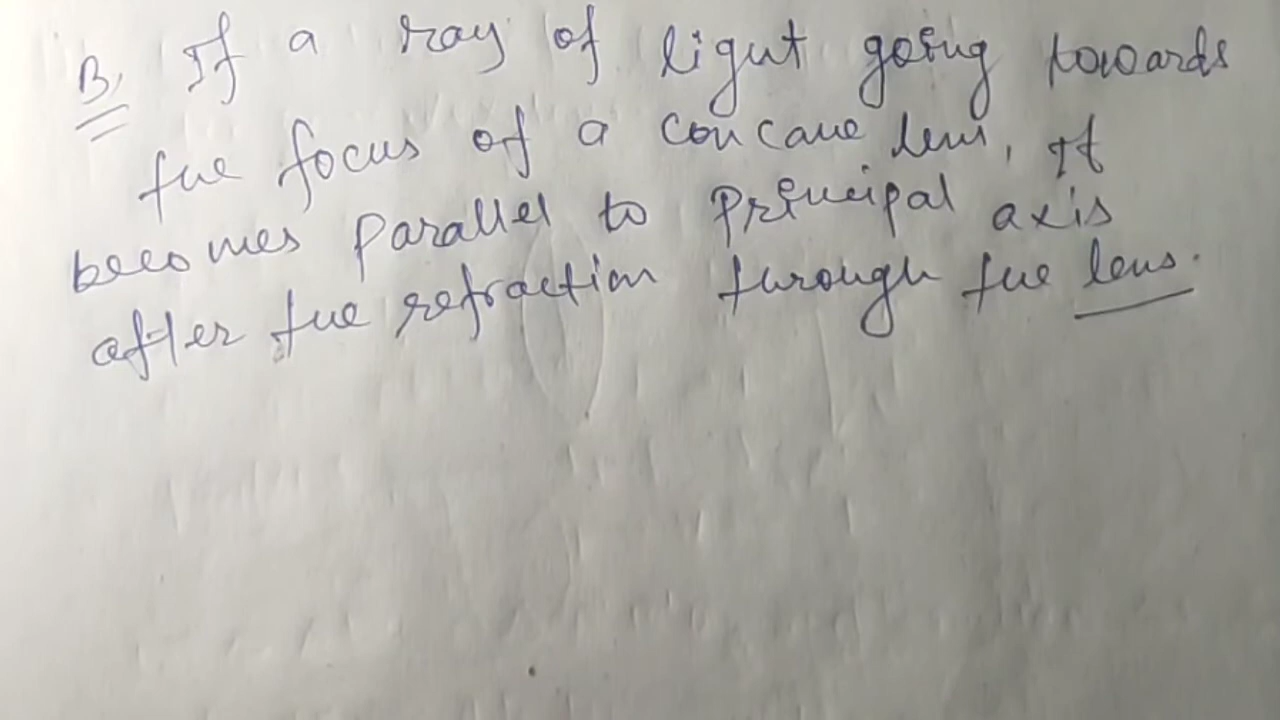 B, If a ray of light going towards
the focus of a concave lens, it
becomes parallel to principal axis
after the refraction through the lens.